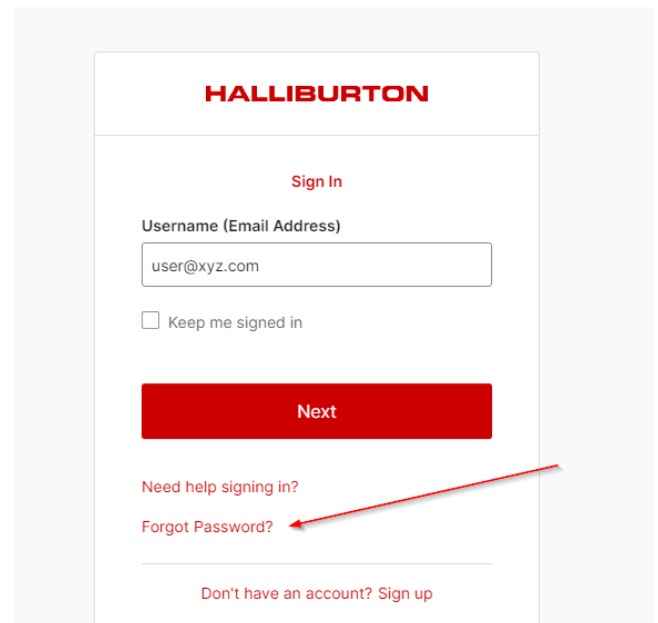 HALLIBURTON
Sign In
Username (Email Address)
user@xyz.com
Keep me signed in
Next
Need help signing in?
Forgot Password?
Don't have an account? Sign up